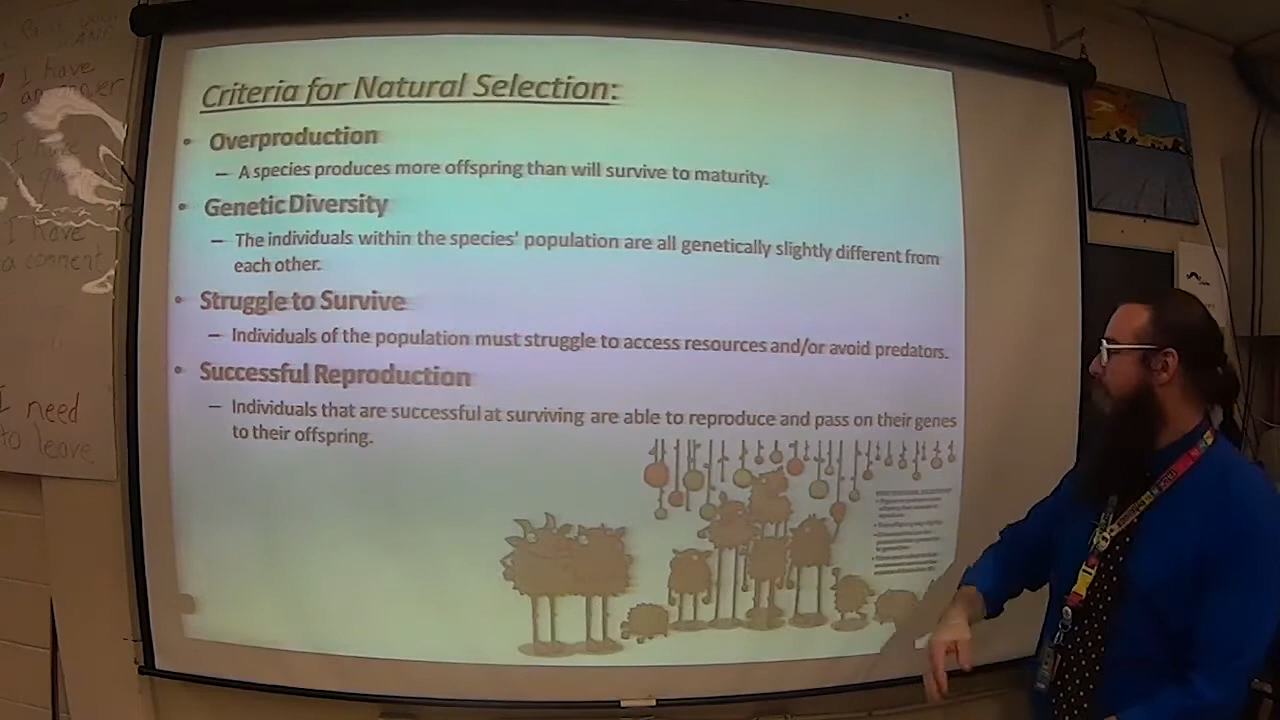 I have
an answer
I have
I have
a comment
I need
to leave
Criteria for Natural Selection:
• Overproduction
– A species produces more offspring than will survive to maturity.
• Genetic Diversity
– The individuals within the species' population are all genetically slightly different from
each other.
• Struggle to Survive
– Individuals of the population must struggle to access resources and/or avoid predators.
• Successful Reproduction
– Individuals that are successful at surviving are able to reproduce and pass on their genes
to their offspring.